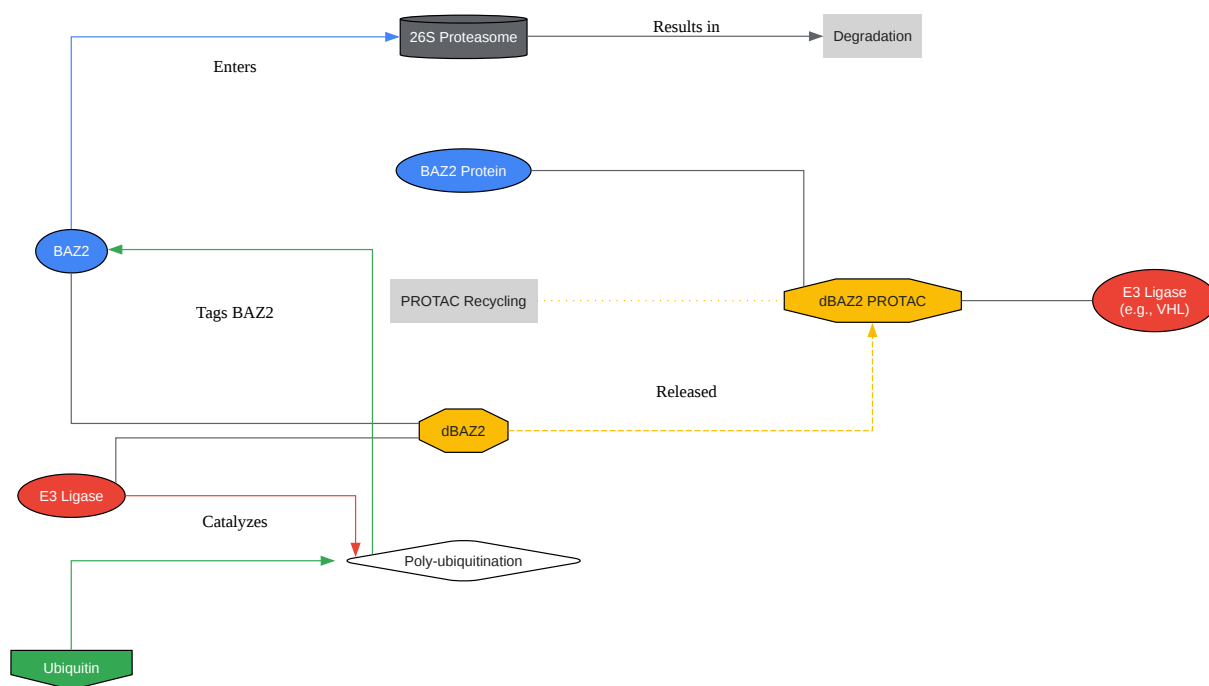 26S Proteasome
Results in
Degradation
Enters
BAZ2 Protein
BAZ2
PROTAC Recycling
dBAZ2 PROTAC
E3 Ligase
(e.g., VHL)
Tags BAZ2
Released
dBAZ2
E3 Ligase
Catalyzes
Poly-ubiquitination
Ubiquitin